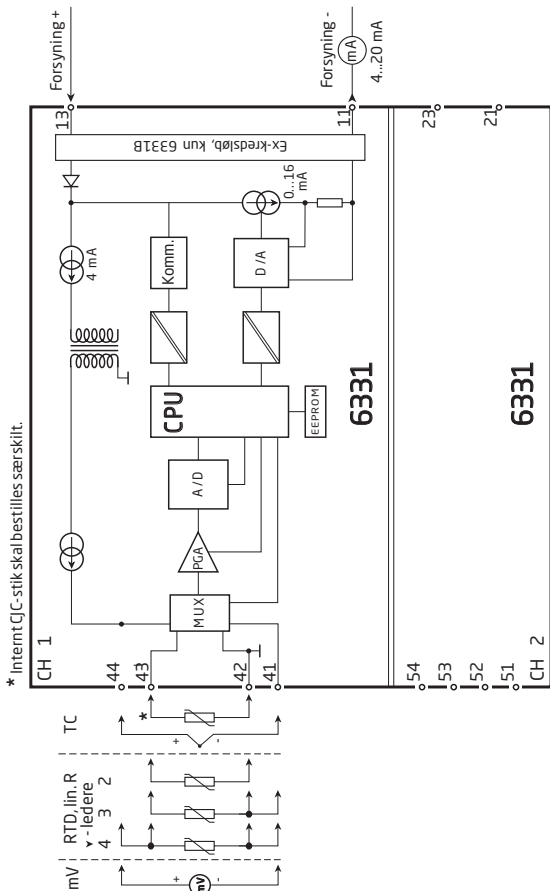 * Internt CJC-stik skal bestilles særskilt.
mV
RTD, lin. R
- ledere
4 3 2
TC
mV
+
-
+
-
*
44
43
42
41
CH 1
MUX
PGA
A/D
CPU
EEPROM
4 mA
Komm.
D/A
0...16
mA
Ex-kredsløb, kun 6331B
13
11
Forsyning +
Forsyning -
mA
4...20 mA
6331
54
53
52
51
CH 2
6331
23
21